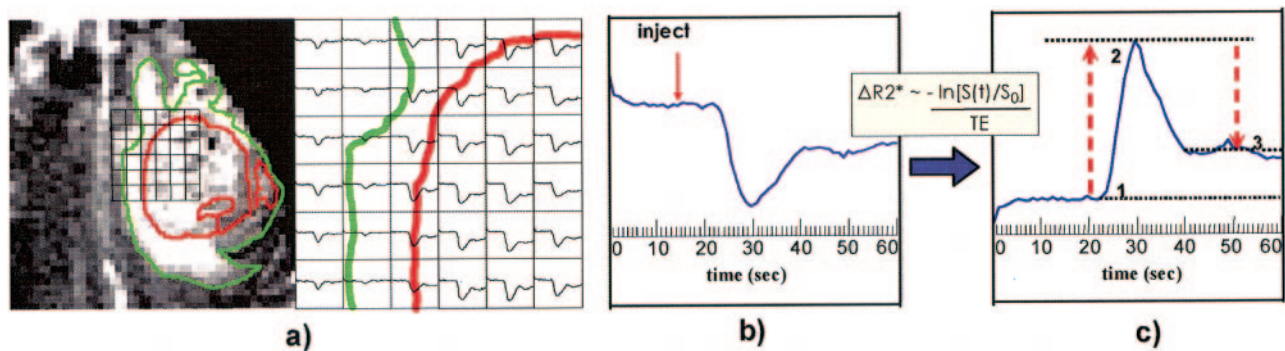 inject
0 10 20 30 40 50 60
time (sec)
ΔR2* ~ -ln[S(t)/S₀]
TE
2
3
1
0 10 20 30 40 50 60
time (sec)
a)
b)
c)